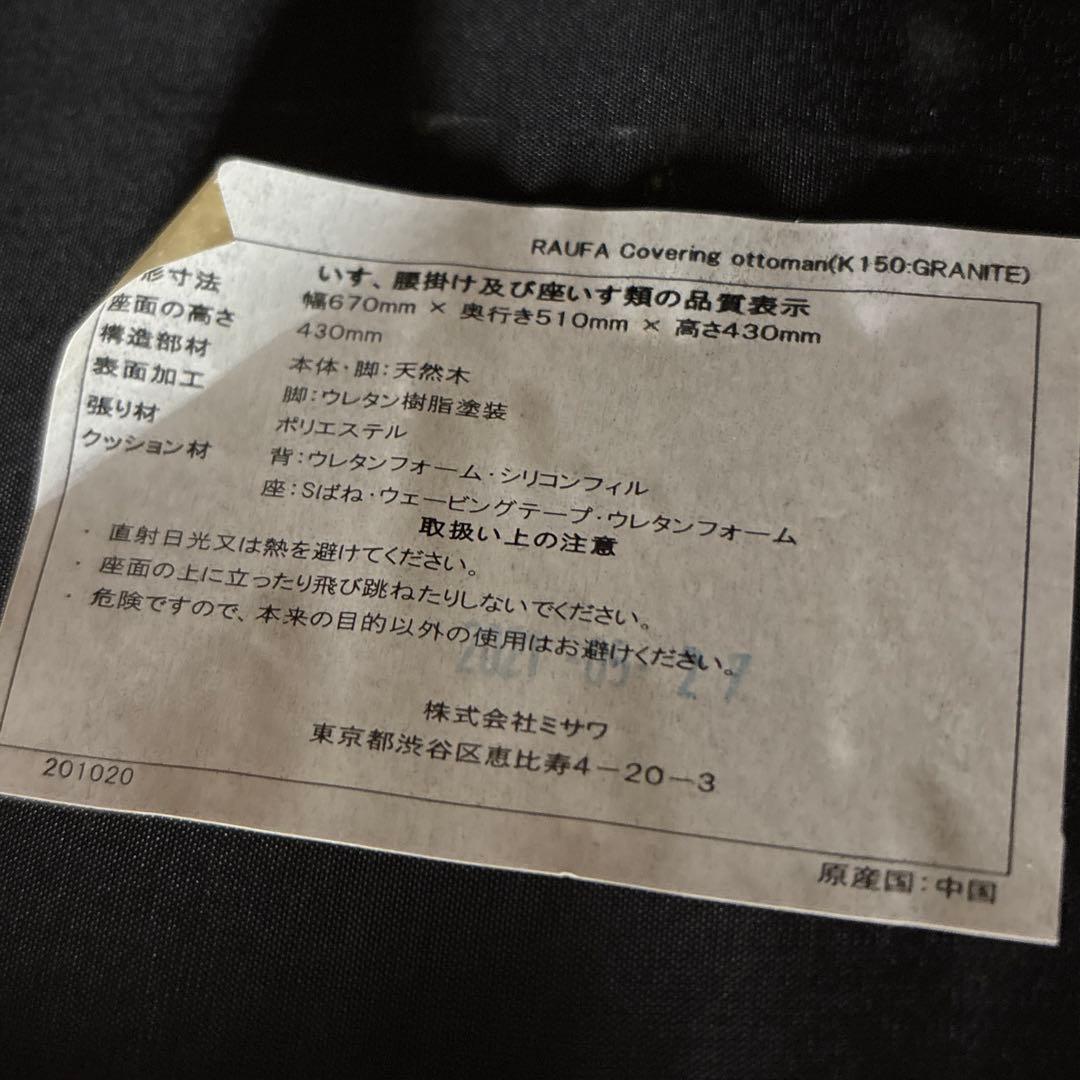 RAUFA Covering ottoman(K150:GRANITE)
いす、腰掛け及び座いす類の品質表示
形寸法 幅670mm × 奥行き510mm × 高さ430mm
座面の高さ 430mm
構造部材 本体・脚:天然木
表面加工 脚:ウレタン樹脂塗装
張り材 ポリエステル
クッション材 背:ウレタンフォーム・シリコンフィル
座:Sばね・ウェービングテープ・ウレタンフォーム
取扱い上の注意
・ 直射日光又は熱を避けてください。
・ 座面の上に立ったり飛び跳ねたりしないでください。
・ 危険ですので、本来の目的以外の使用はお避けください。
2021 27
株式会社ミサワ
東京都渋谷区恵比寿4-20-3
201020
原産国:中国